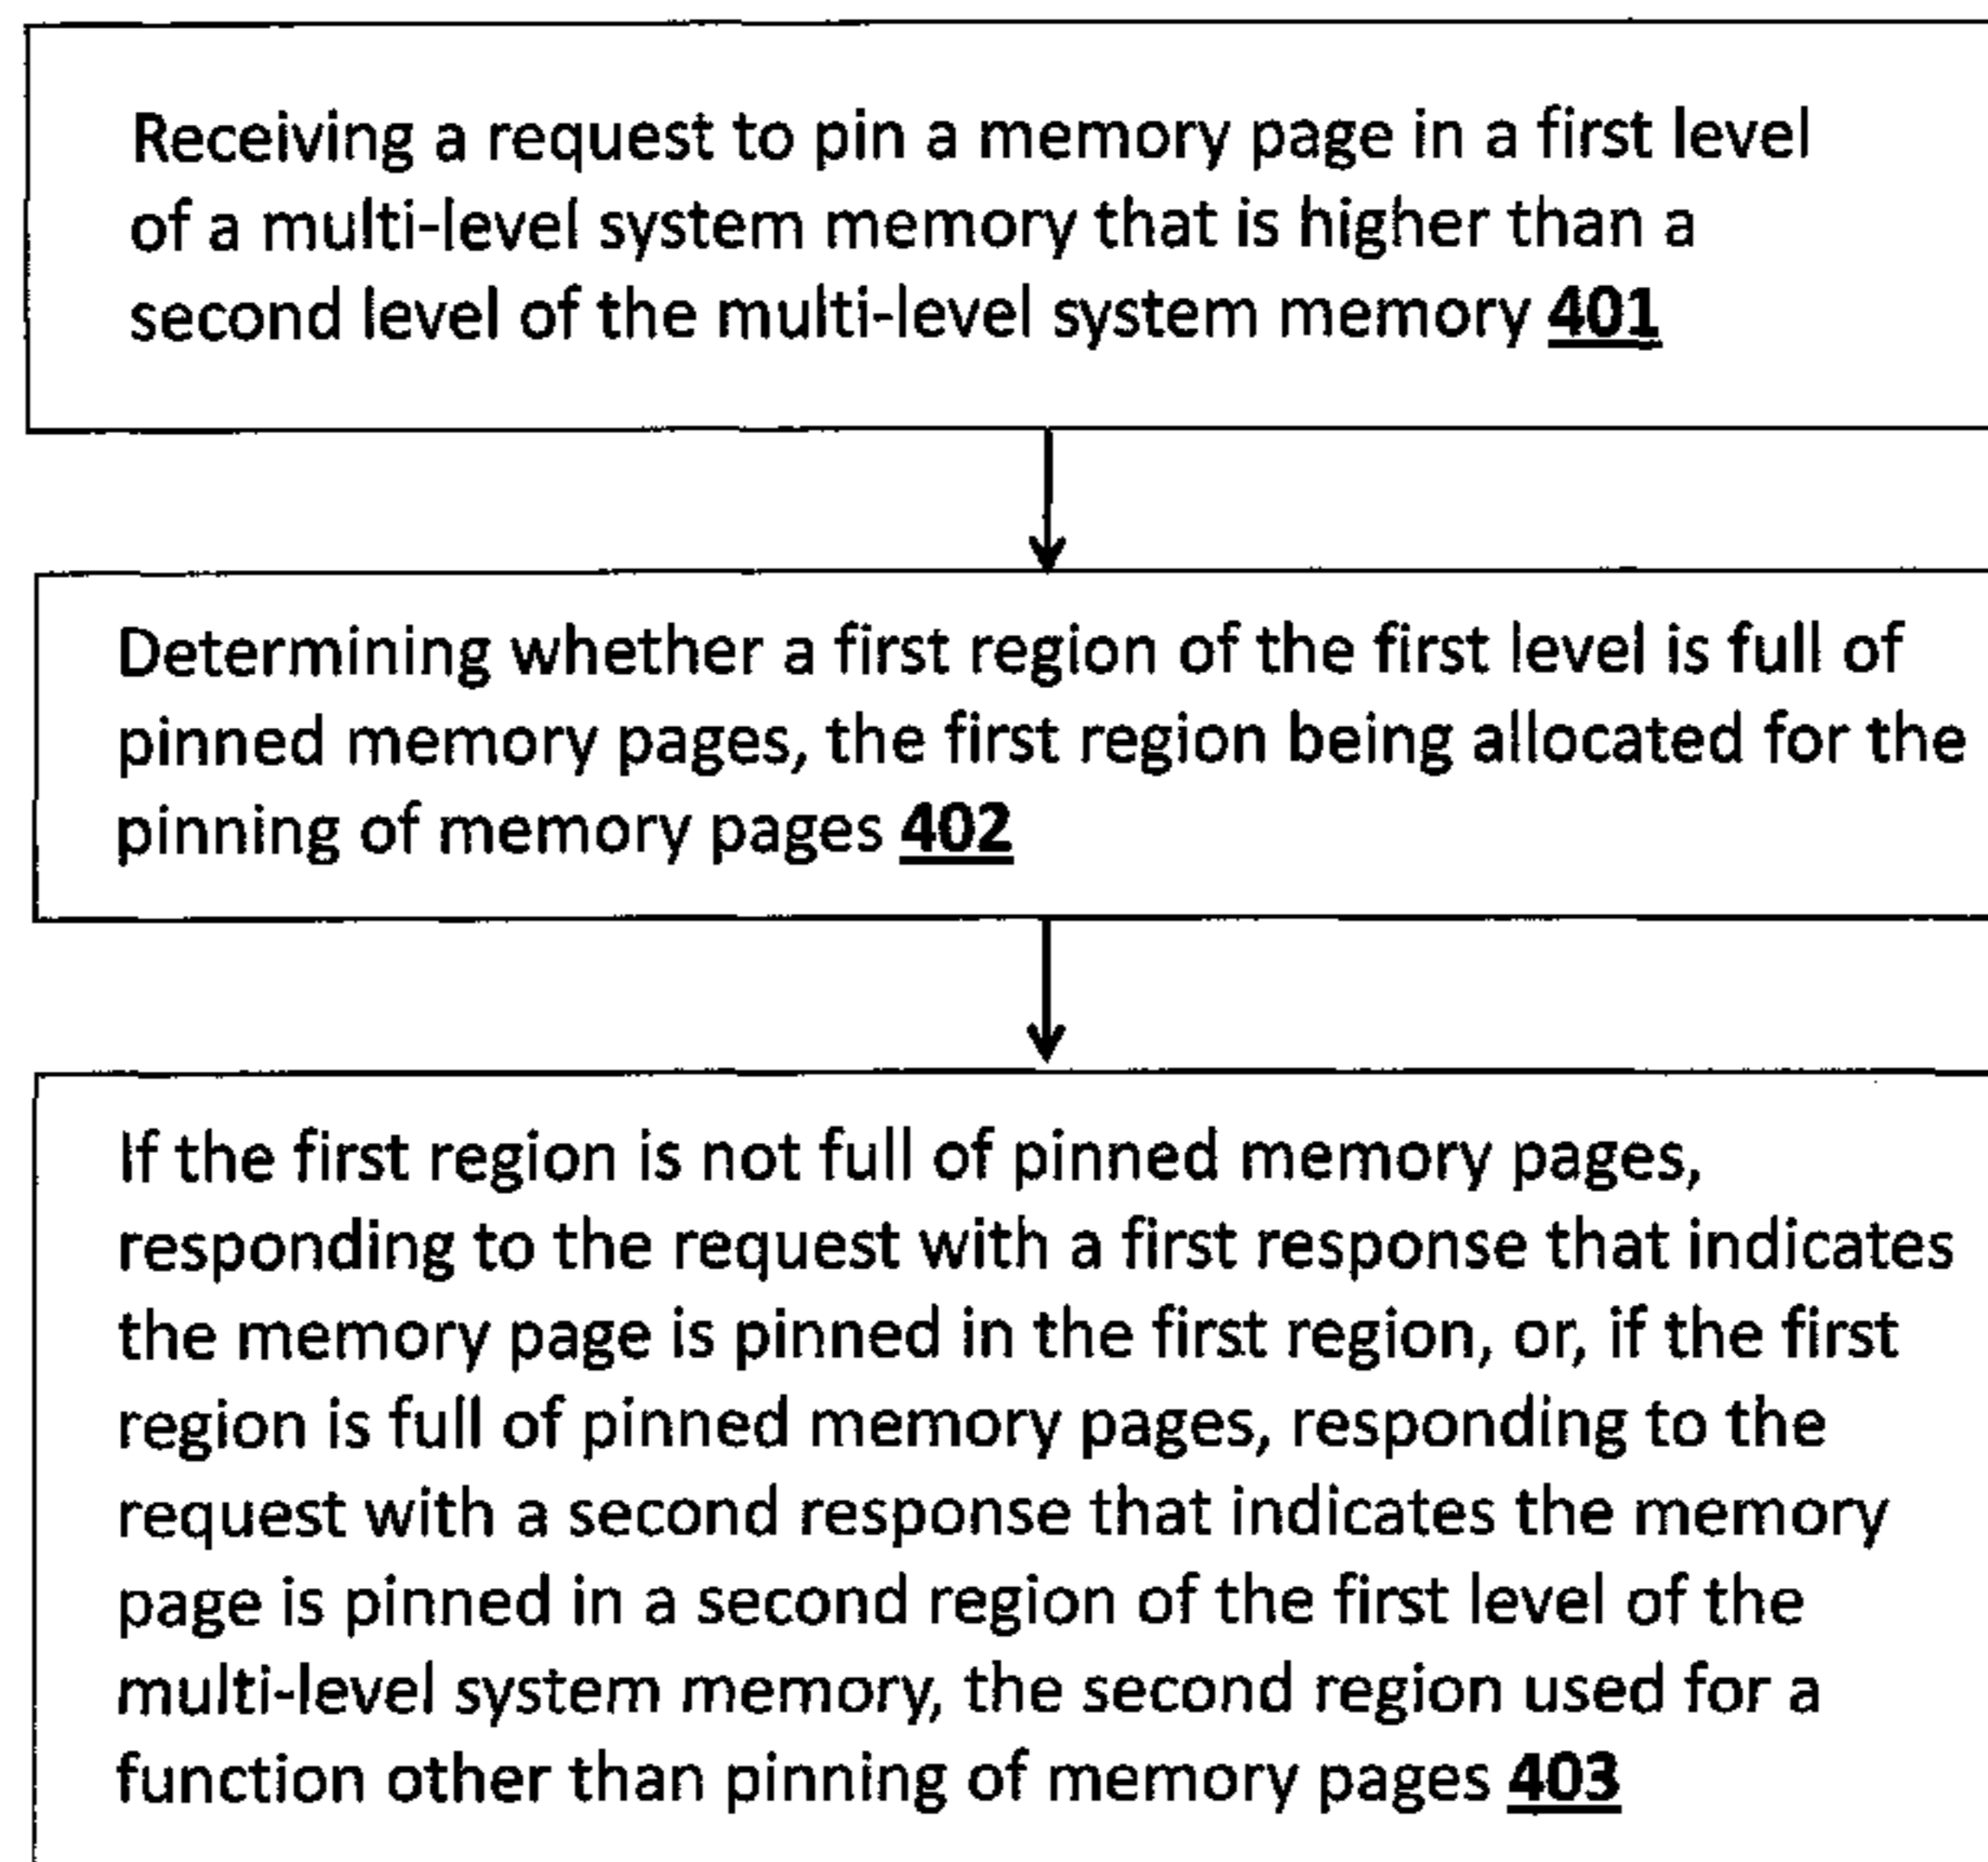 Receiving a request to pin a memory page in a first level
of a multi-level system memory that is higher than a
second level of the multi-level system memory 401
Determining whether a first region of the first level is full of
pinned memory pages, the first region being allocated for the
pinning of memory pages 402
If the first region is not full of pinned memory pages,
responding to the request with a first response that indicates
the memory page is pinned in the first region, or, if the first
region is full of pinned memory pages, responding to the
request with a second response that indicates the memory
page is pinned in a second region of the first level of the
multi-level system memory, the second region used for a
function other than pinning of memory pages 403